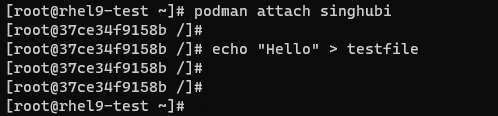 [root@rhel9-test ~]# podman attach singhubi
[root@37ce34f9158b /]#
[root@37ce34f9158b /]# echo "Hello" > testfile
[root@37ce34f9158b /]#
[root@37ce34f9158b /]#
[root@rhel9-test ~]#